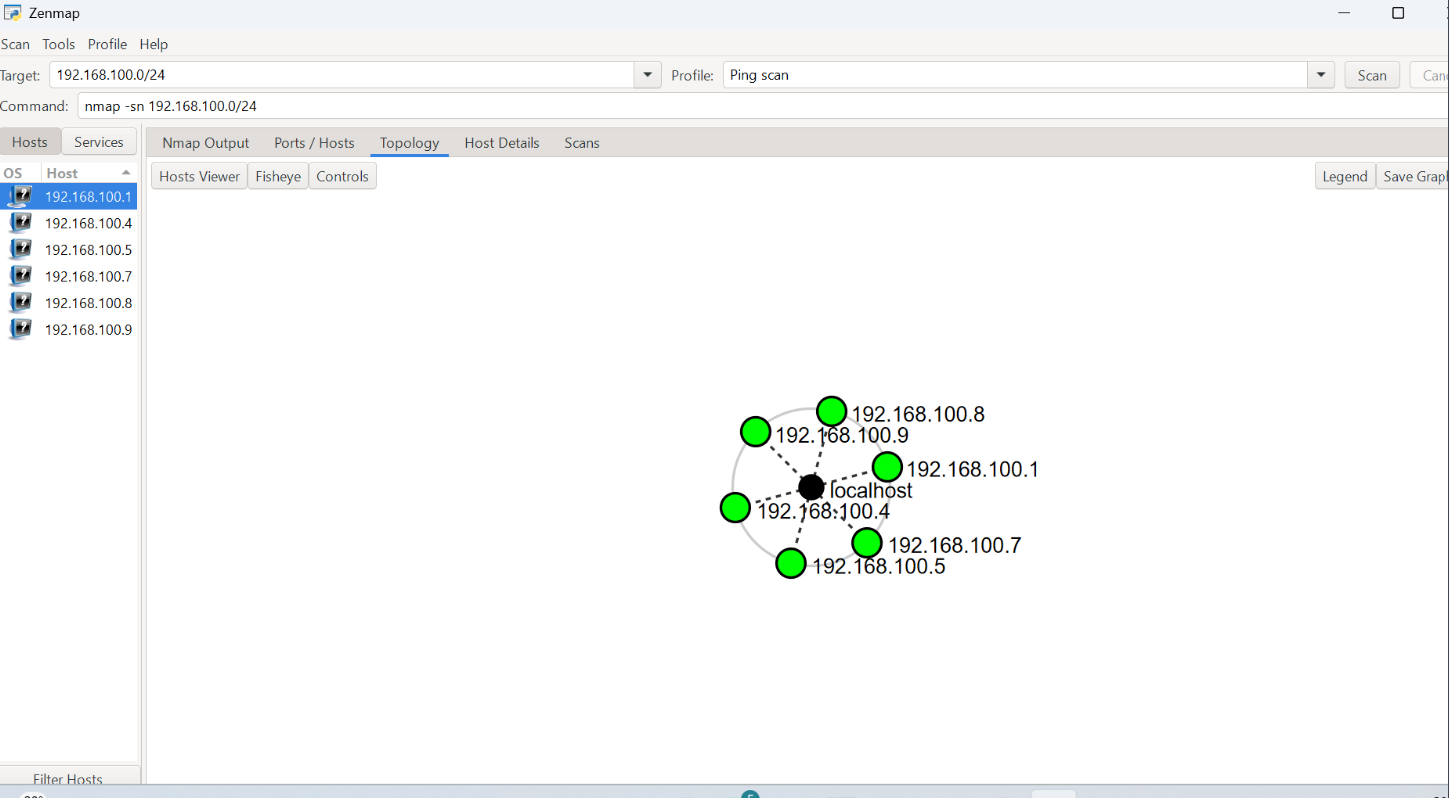 Zenmap
Scan Tools Profile Help
Target: 192.168.100.0/24 Profile: Ping scan Scan Canc
Command: nmap -sn 192.168.100.0/24
Hosts Services Nmap Output Ports / Hosts Topology Host Details Scans
OS Host Hosts Viewer Fisheye Controls Legend Save Graph
192.168.100.1
192.168.100.4
192.168.100.5
192.168.100.7
192.168.100.8
192.168.100.9
192.168.100.8
192.168.100.9
192.168.100.1
localhost
192.168.100.4
192.168.100.7
192.168.100.5
Filter Hosts